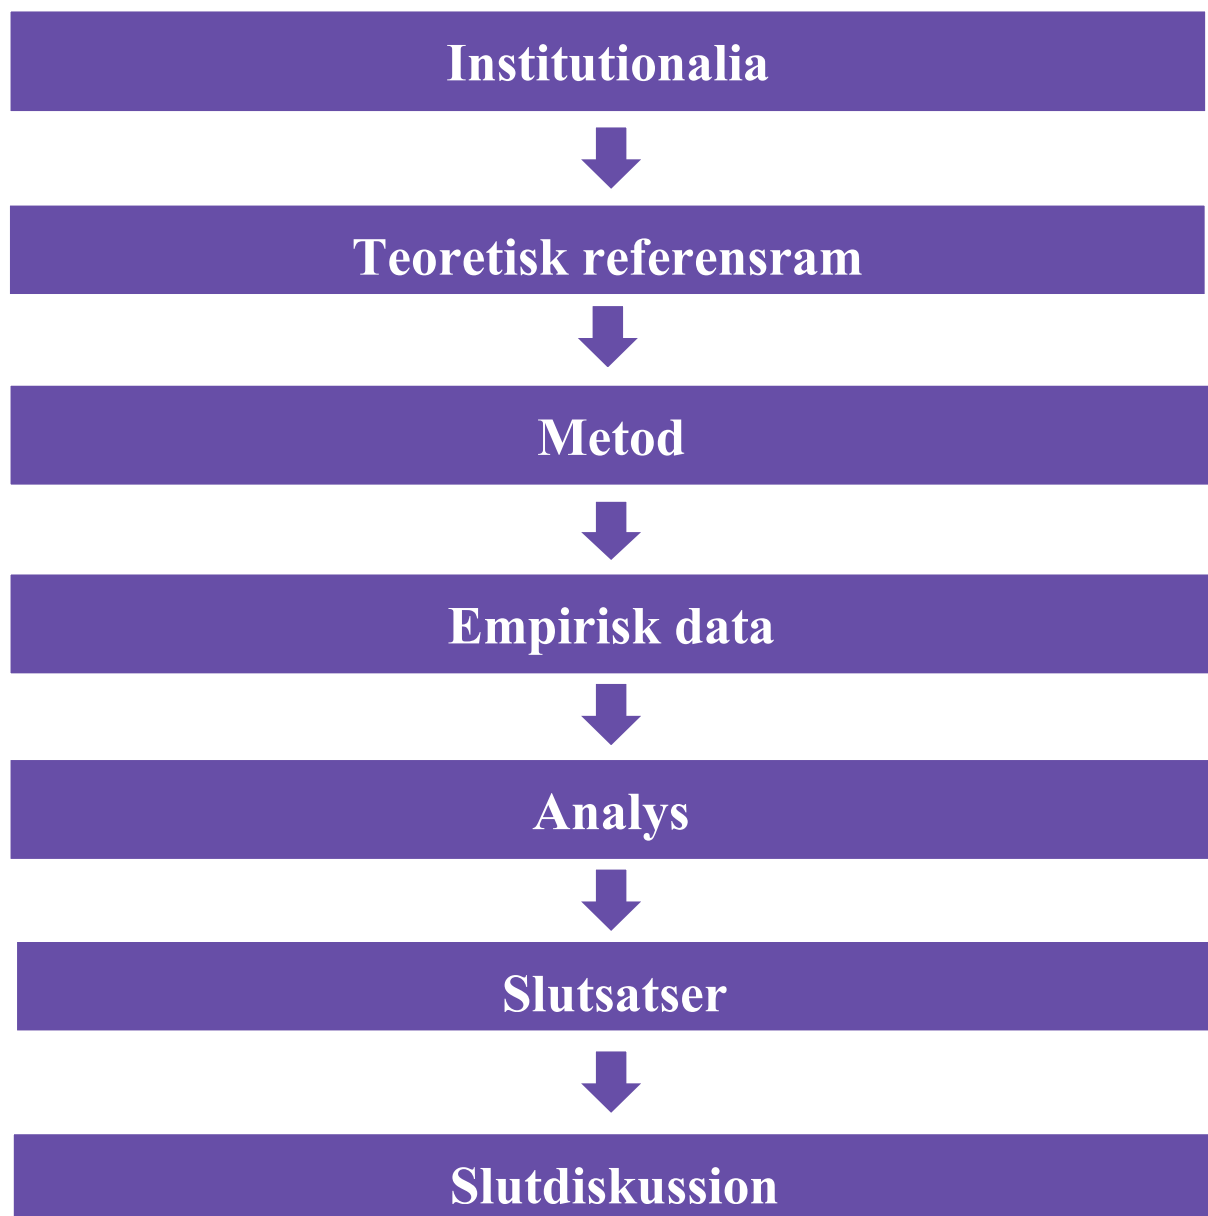 Institutionalia
Teoretisk referensram
Metod
Empirisk data
Analys
Slutsatser
Slutdiskussion